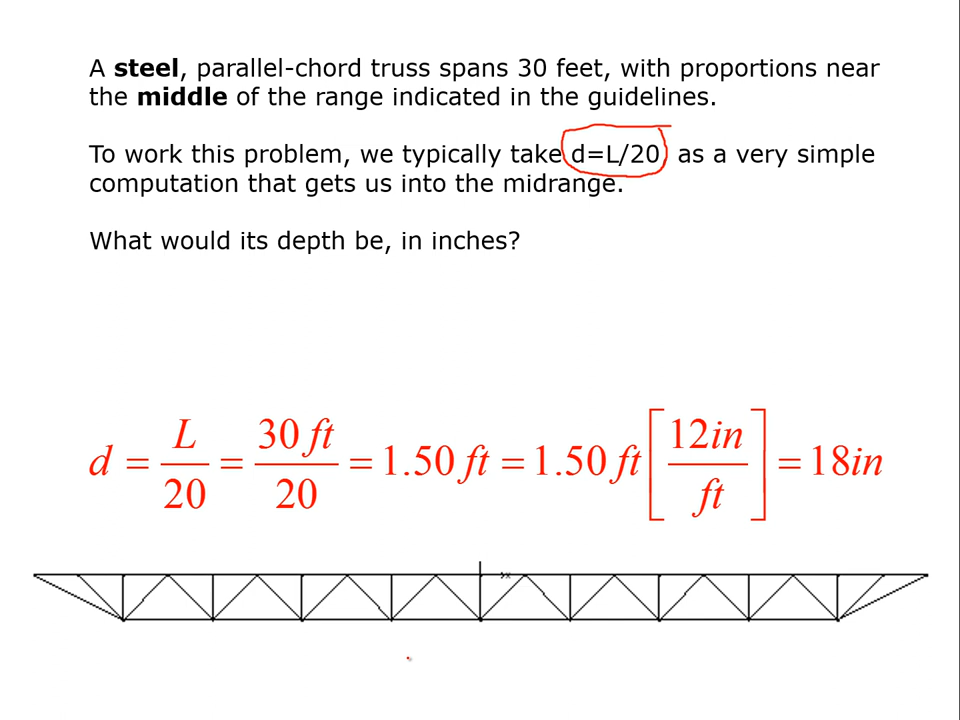 A steel, parallel-chord truss spans 30 feet, with proportions near
the middle of the range indicated in the guidelines.
To work this problem, we typically take d=L/20, as a very simple
computation that gets us into the midrange.
What would its depth be, in inches?
d = L/20 = 30 ft/20 = 1.50 ft = 1.50 ft [12in/ft] = 18in